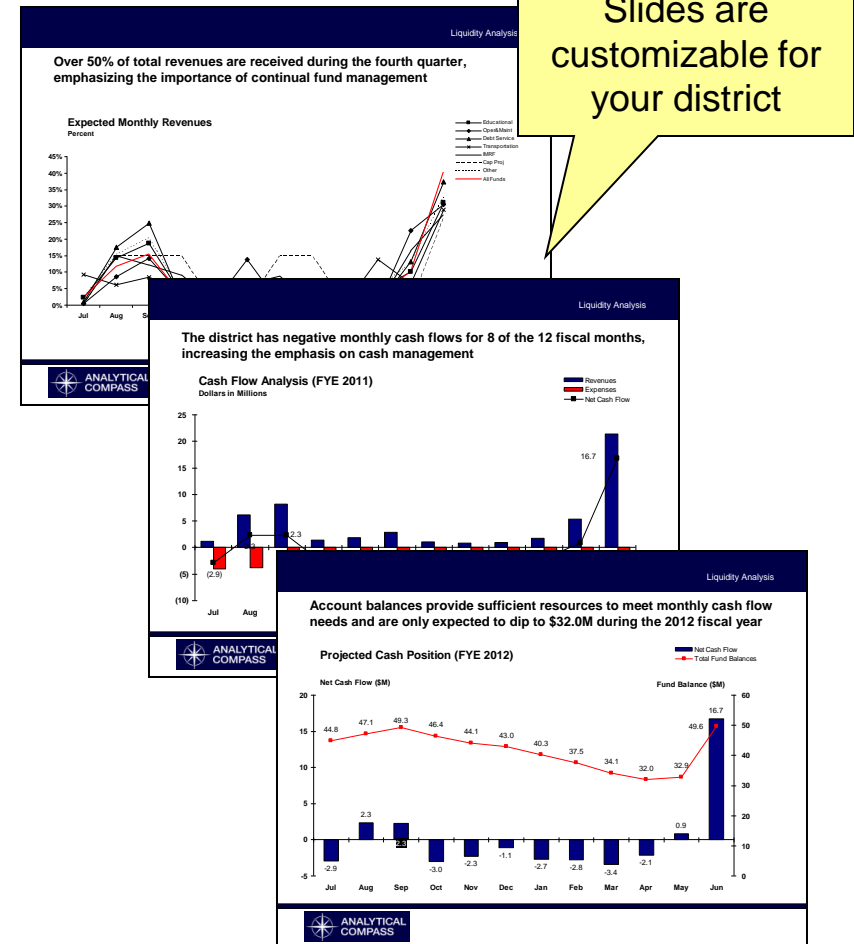 Slides are
customizable for
your district
Liquidity Analysis
Over 50% of total revenues are received during the fourth quarter,
emphasizing the importance of continual fund management
Expected Monthly Revenues
Percent
Educational
Oper&Maint
Debt Service
Transportation
IMRF
Cap Proj
Other
All Funds
45%
40%
35%
30%
25%
20%
15%
10%
5%
0%
Jul Aug
ANALYTICAL
COMPASS
Liquidity Analysis
The district has negative monthly cash flows for 8 of the 12 fiscal months,
increasing the emphasis on cash management
Cash Flow Analysis (FYE 2011)
Dollars in Millions
Revenues
Expenses
Net Cash Flow
25
20
15
10
5
0
(5)
(10)
16.7
2.3
(2.9)
Jul Aug
ANALYTICAL
COMPASS
Liquidity Analysis
Account balances provide sufficient resources to meet monthly cash flow
needs and are only expected to dip to $32.0M during the 2012 fiscal year
Projected Cash Position (FYE 2012)
Net Cash Flow
Total Fund Balances
Net Cash Flow ($M) Fund Balance ($M)
20
15
10
5
0
-5
60
50
40
30
20
10
0
44.8 47.1 49.3 46.4 44.1 43.0 40.3 37.5 34.1 32.0 32.9 49.6
-2.9 2.3 2.3 -3.0 -2.3 -1.1 -2.7 -2.8 -3.4 -2.1 0.9 16.7
Jul Aug Sep Oct Nov Dec Jan Feb Mar Apr May Jun
ANALYTICAL
COMPASS